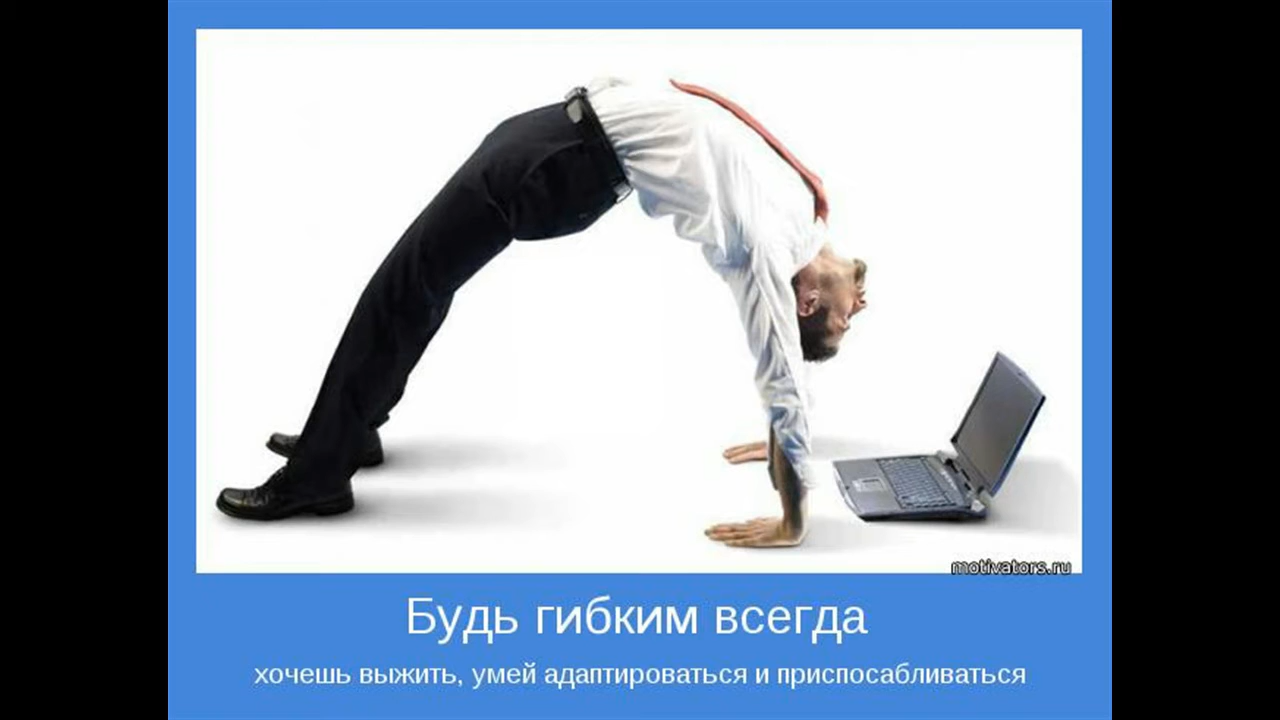 motivators.ru
Будь гибким всегда
хочешь выжить, умей адаптироваться и приспосабливаться